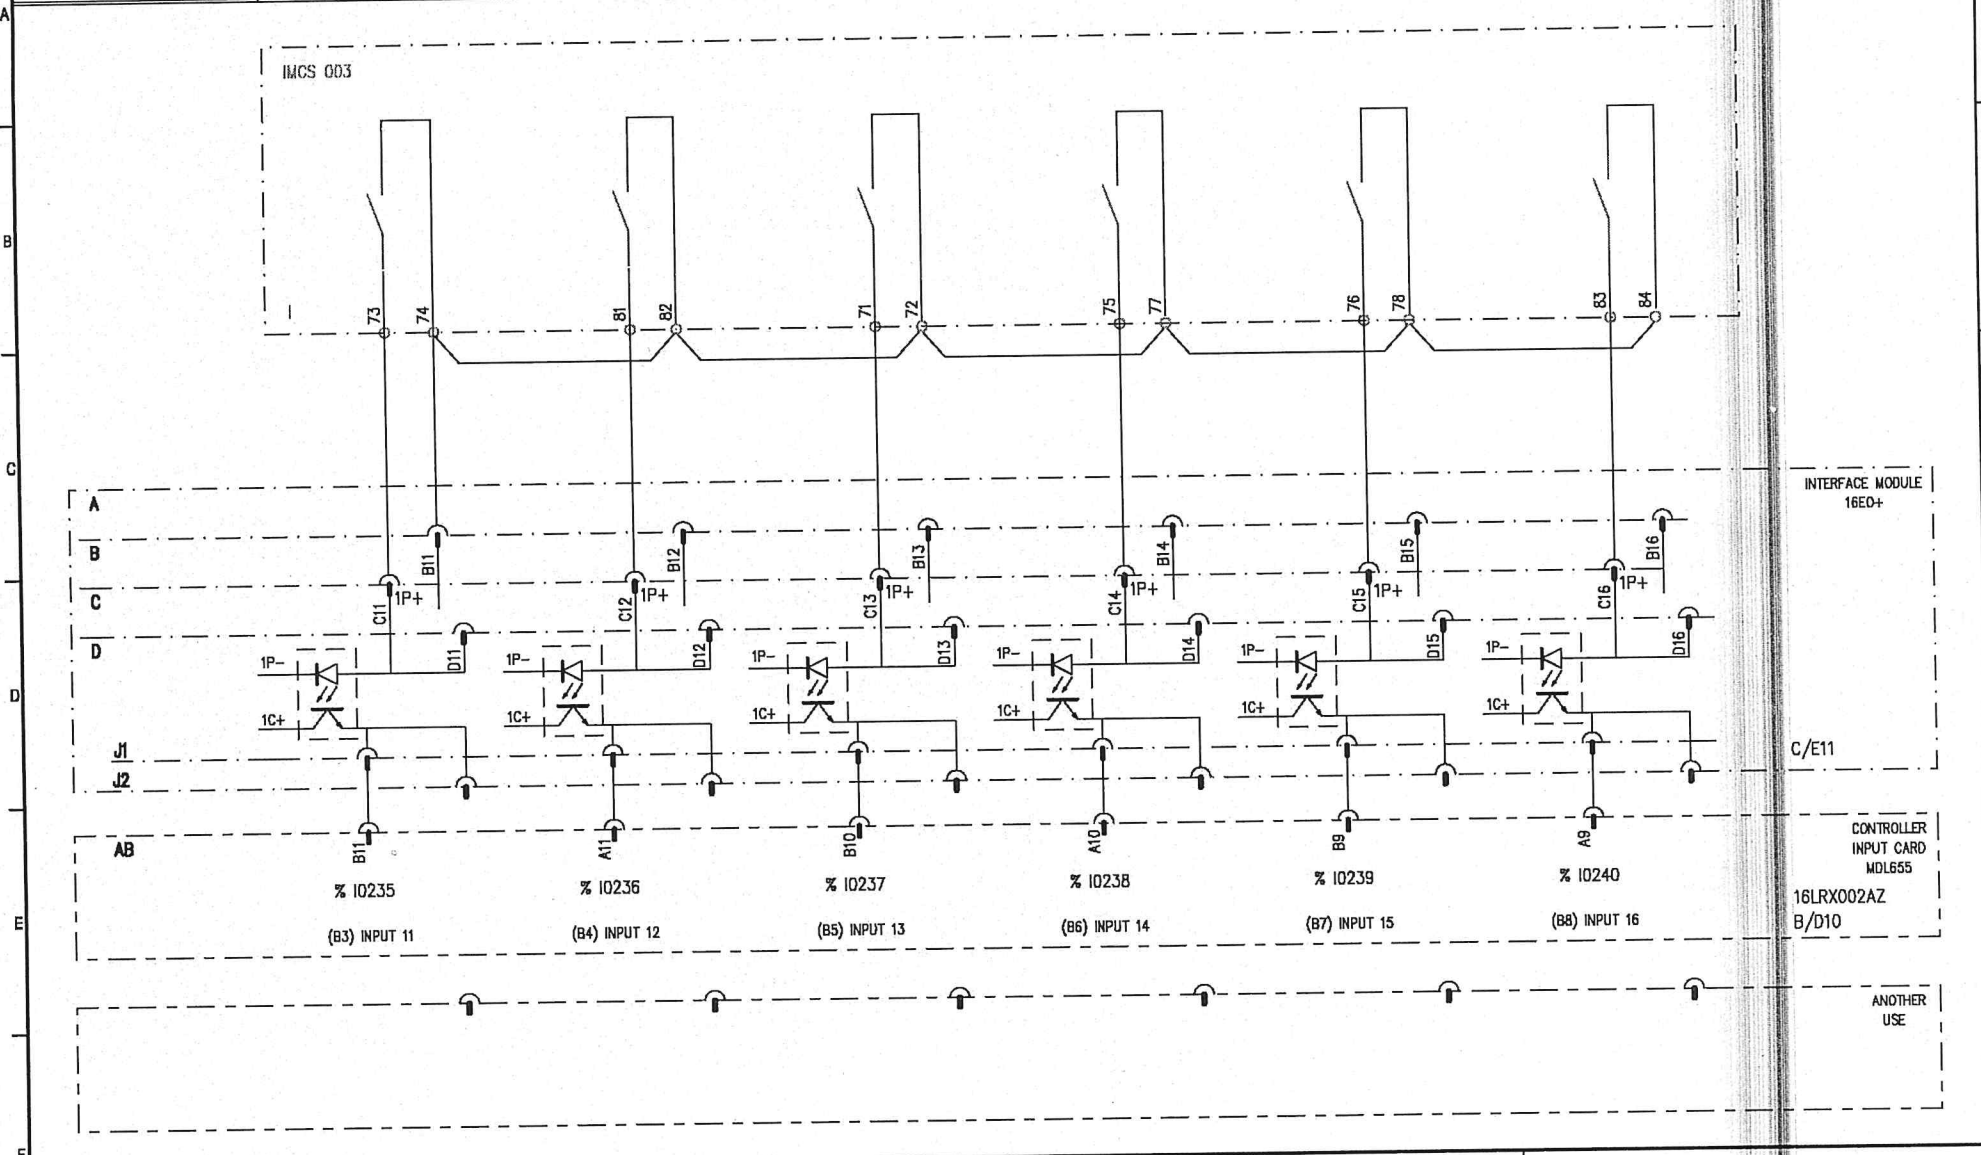 A
IMCS 003
B
73
74
81
82
71
72
75
77
76
78
83
84
C
INTERFACE MODULE
16E0+
A
B
B11
B12
B13
B14
B15
B16
C
C11
1P+
C12
1P+
C13
1P+
C14
1P+
C15
1P+
C16
1P+
D
D11
D12
D13
D14
D15
D16
1P-
1P-
1P-
1P-
1P-
1P-
D
1C+
1C+
1C+
1C+
1C+
1C+
J1
C/E11
J2
CONTROLLER
INPUT CARD
MDL655
AB
B11
A11
B10
A10
B9
A9
% I0235
% I0236
% I0237
% I0238
% I0239
% I0240
16LRX002AZ
B/D10
E
(B3) INPUT 11
(B4) INPUT 12
(B5) INPUT 13
(B6) INPUT 14
(B7) INPUT 15
(B8) INPUT 16
ANOTHER
USE